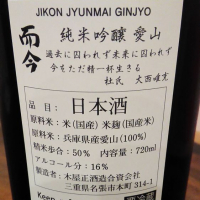 JIKON JYUNMAI GINJYO
而今
純米吟醸 愛山
過去に囚われず未来に囚われず
今をただ精一杯生きる
杜氏 大西唯克
品目：日本酒
原料米：米(国産) 米麹(国産米)
原料米：兵庫県産愛山(100%)
精米歩合：50% 内容量：720ml
アルコール分：16%
製造者：木屋正酒造合資会社
三重県名張市本町 314-1
Keep
要冷蔵